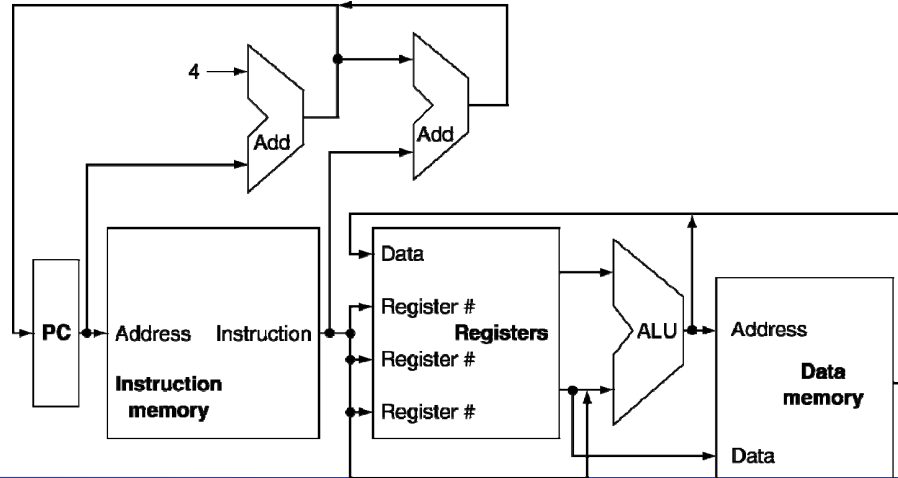 4
Add
Add
Data
Register #
PC
Address
Instruction
Registers
ALU
Address
Register #
Instruction
memory
Data
memory
Register #
Data